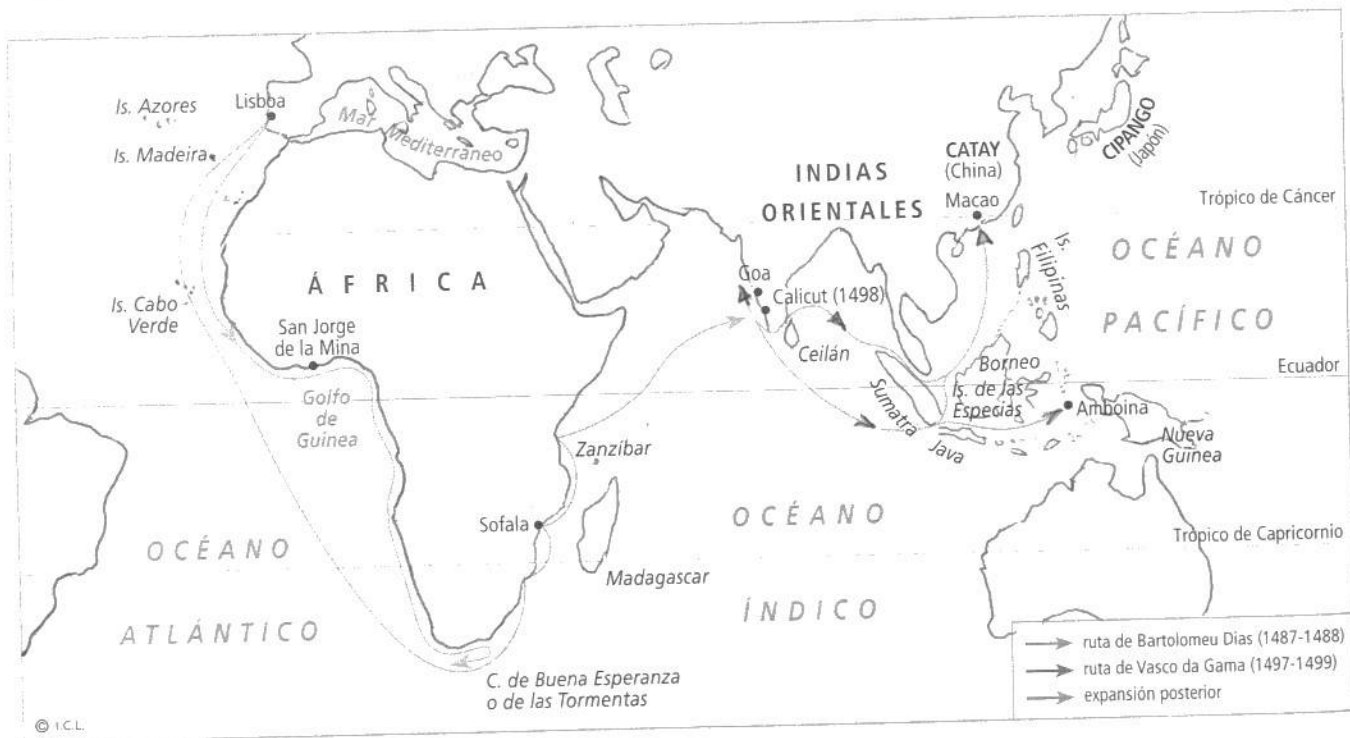 Is. Azores
Lisboa
Mar Mediterráneo
Is. Madeira
CATAY
(China)
Macao
CIPANGO
(Japón)
INDIAS
ORIENTALES
Trópico de Cáncer
OCÉANO
PACÍFICO
Is. Filipinas
ÁFRICA
Goa
Calicut (1498)
Ceilán
Is. Cabo
Verde
San Jorge
de la Mina
Golfo
de
Guinea
Borneo
Is. de las
Especias
Ecuador
Sumatra
Java
Amboina
Nueva
Guinea
Zanzíbar
Sofala
Madagascar
OCÉANO
ATLÁNTICO
OCÉANO
ÍNDICO
Trópico de Capricornio
C. de Buena Esperanza
o de las Tormentas
ruta de Bartolomeu Dias (1487-1488)
ruta de Vasco da Gama (1497-1499)
expansión posterior
© I.C.L.